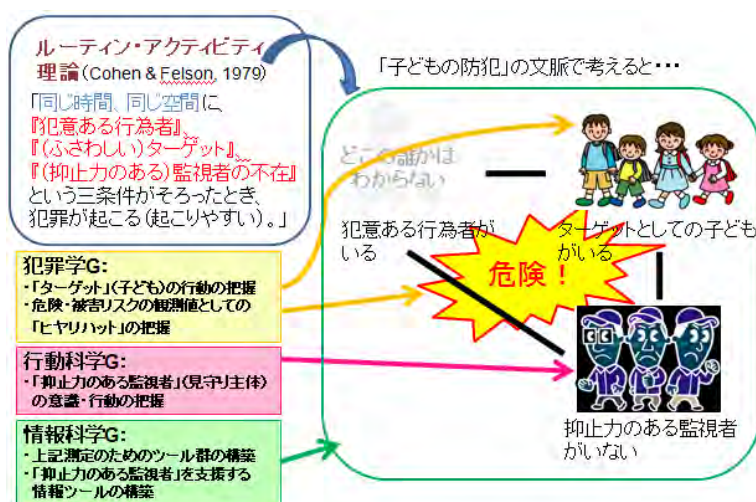 ルーティン・アクティビティ
理論(Cohen & Felson, 1979)
「同じ時間、同じ空間に、
『犯意ある行為者』、
『(ふさわしい)ターゲット』、
『(抑止力のある)監視者の不在』
という三条件がそろったとき、
犯罪が起こる(起こりやすい)。」
「子どもの防犯」の文脈で考えると・・・
どこの誰かは
わからない
犯意ある行為者が
いる
ターゲットとしての子ども
がいる
危険！
抑止力のある監視者
がいない
犯罪学G:
・「ターゲット」(子ども)の行動の把握
・危険・被害リスクの観測値としての
「ヒヤリハット」の把握
行動科学G:
・「抑止力のある監視者」(見守り主体)
の意識・行動の把握
情報科学G:
・上記測定のためのツール群の構築
・「抑止力のある監視者」を支援する
情報ツールの構築